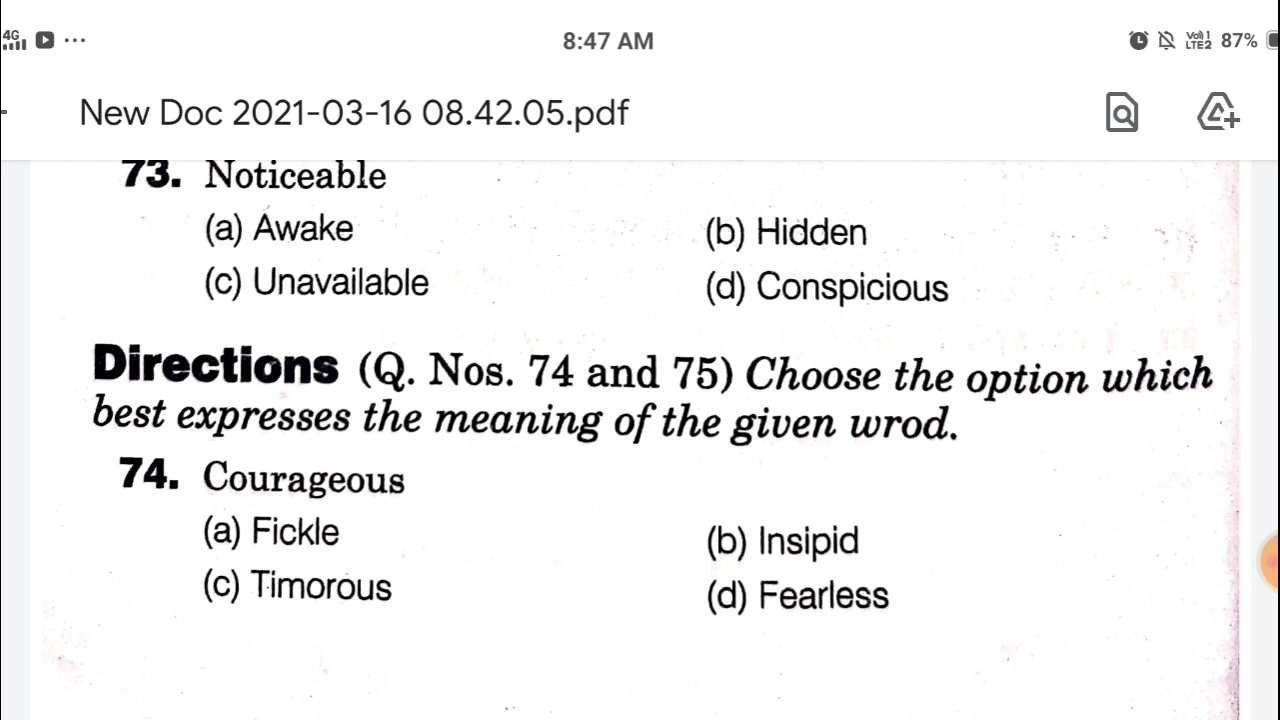 4G ... 8:47 AM Vo)) 1 LTE2 87%
New Doc 2021-03-16 08.42.05.pdf
73. Noticeable
(a) Awake (b) Hidden
(c) Unavailable (d) Conspicious
Directions (Q. Nos. 74 and 75) Choose the option which
best expresses the meaning of the given wrod.
74. Courageous
(a) Fickle (b) Insipid
(c) Timorous (d) Fearless